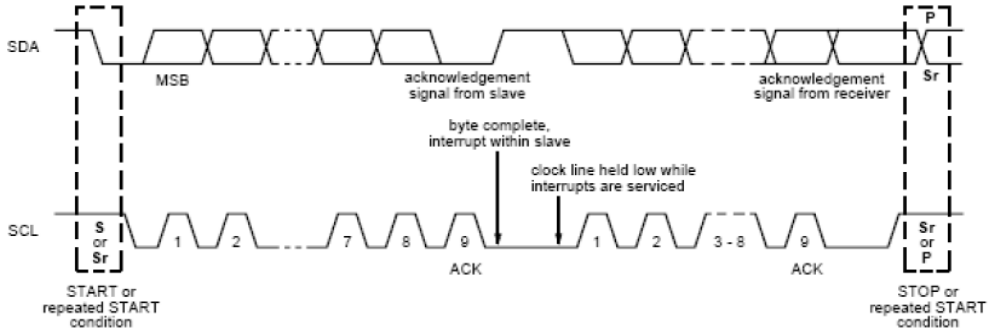 P
SDA
MSB
acknowledgement
signal from slave
acknowledgement
signal from receiver
Sr
byte complete,
interrupt within slave
clock line held low while
interrupts are serviced
SCL
S
or
Sr
1
2
7
8
9
1
2
3 - 8
9
Sr
or
P
ACK
ACK
START or
repeated START
condition
STOP or
repeated START
condition